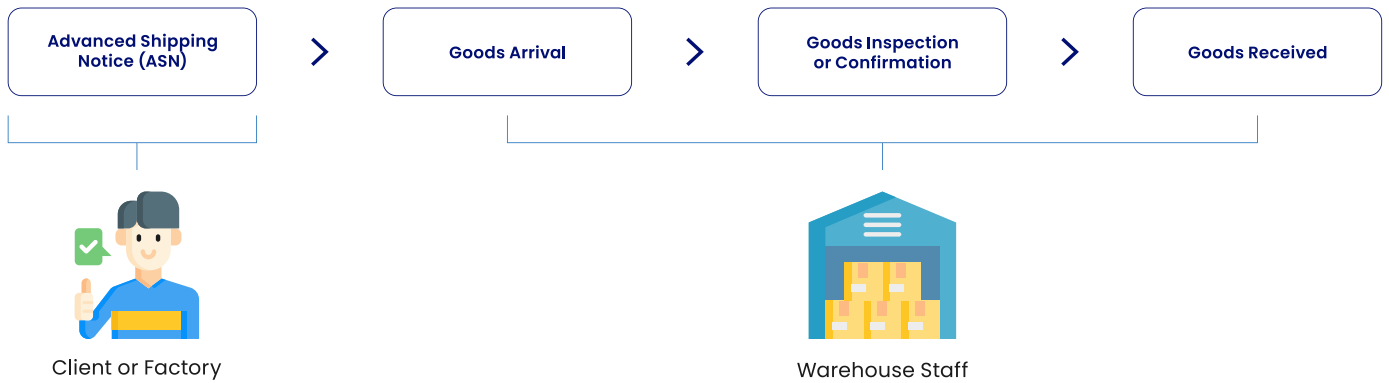 Advanced Shipping
Notice (ASN)
Goods Arrival
Goods Inspection
or Confirmation
Goods Received
Client or Factory
Warehouse Staff